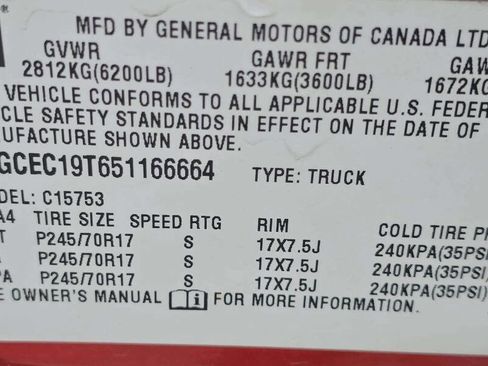 ®
MFD BY GENERAL MOTORS OF CANADA LTD
GVWR GAWR FRT GAW
2812KG(6200LB) 1633KG(3600LB) 1672K
VEHICLE CONFORMS TO ALL APPLICABLE U.S. FEDER
CLE SAFETY STANDARDS IN EFFECT ON THE DATE OF
UFACTURE SHOWN ABOVE.
GCEC19T651166664 TYPE: TRUCK
DEL: C15753
A4 TIRE SIZE SPEED RTG RIM COLD TIRE P
T P245/70R17 S 17X7.5J 240KPA(35PSI)
P245/70R17 S 17X7.5J 240KPA(35PSI)
PA P245/70R17 S 17X7.5J 240KPA(35PSI)
E OWNER'S MANUAL i FOR MORE INFORMATION.